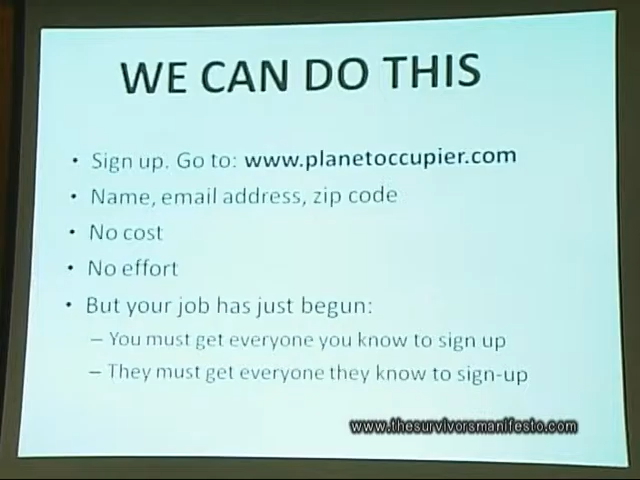 WE CAN DO THIS
• Sign up. Go to: www.planetoccupier.com
• Name, email address, zip code
• No cost
• No effort
• But your job has just begun:
– You must get everyone you know to sign up
– They must get everyone they know to sign-up
www.thesurvivorsmanifesto.com